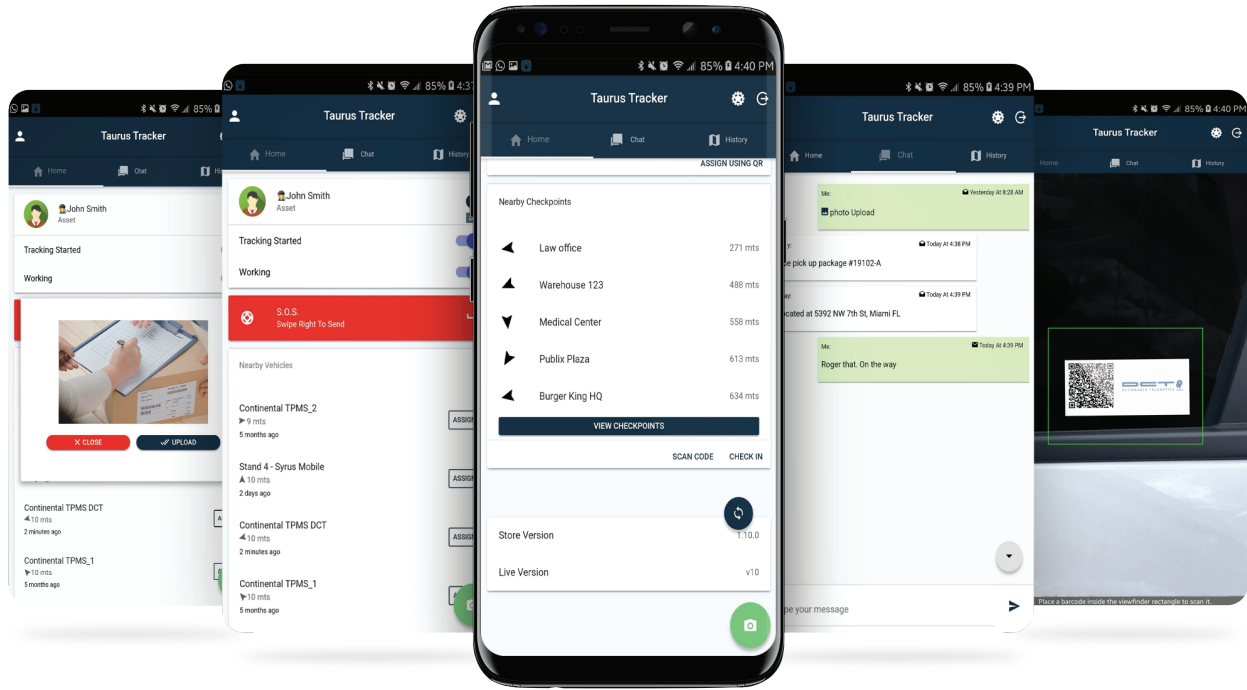 85%
Taurus Tracker
Home
Chat
John Smith
Asset
Tracking Started
Working
CLOSE
UPLOAD
Continental TPMS DCT
10 mts
2 minutes ago
Continental TPMS_1
10 mts
5 months ago
85% 4:37
Taurus Tracker
Home
Chat
History
John Smith
Asset
Tracking Started
Working
S.O.S.
Swipe Right To Send
Nearby Vehicles
Continental TPMS_2
9 mts
5 months ago
ASSIG
Stand 4 - Syrus Mobile
10 mts
2 days ago
ASSIG
Continental TPMS DCT
10 mts
2 minutes ago
ASSIG
Continental TPMS_1
10 mts
5 months ago
85% 4:40 PM
Taurus Tracker
Home
Chat
History
ASSIGN USING QR
Nearby Checkpoints
Law office 271 mts
Warehouse 123 488 mts
Medical Center 558 mts
Publix Plaza 613 mts
Burger King HQ 634 mts
VIEW CHECKPOINTS
SCAN CODE CHECK IN
Store Version 1.10.0
Live Version v10
85% 4:39 PM
Taurus Tracker
Home
Chat
History
Me: Yesterday At 8:28 AM
photo Upload
y: Today At 4:38 PM
se pick up package #19102-A
ay: Today At 4:39 PM
ocated at 5392 NW 7th St, Miami FL
Me: Today At 4:39 PM
Roger that. On the way
pe your message
85% 4:40 PM
Taurus Tracker
Home
Chat
History
DCT
Place a barcode inside the viewfinder rectangle to scan it.